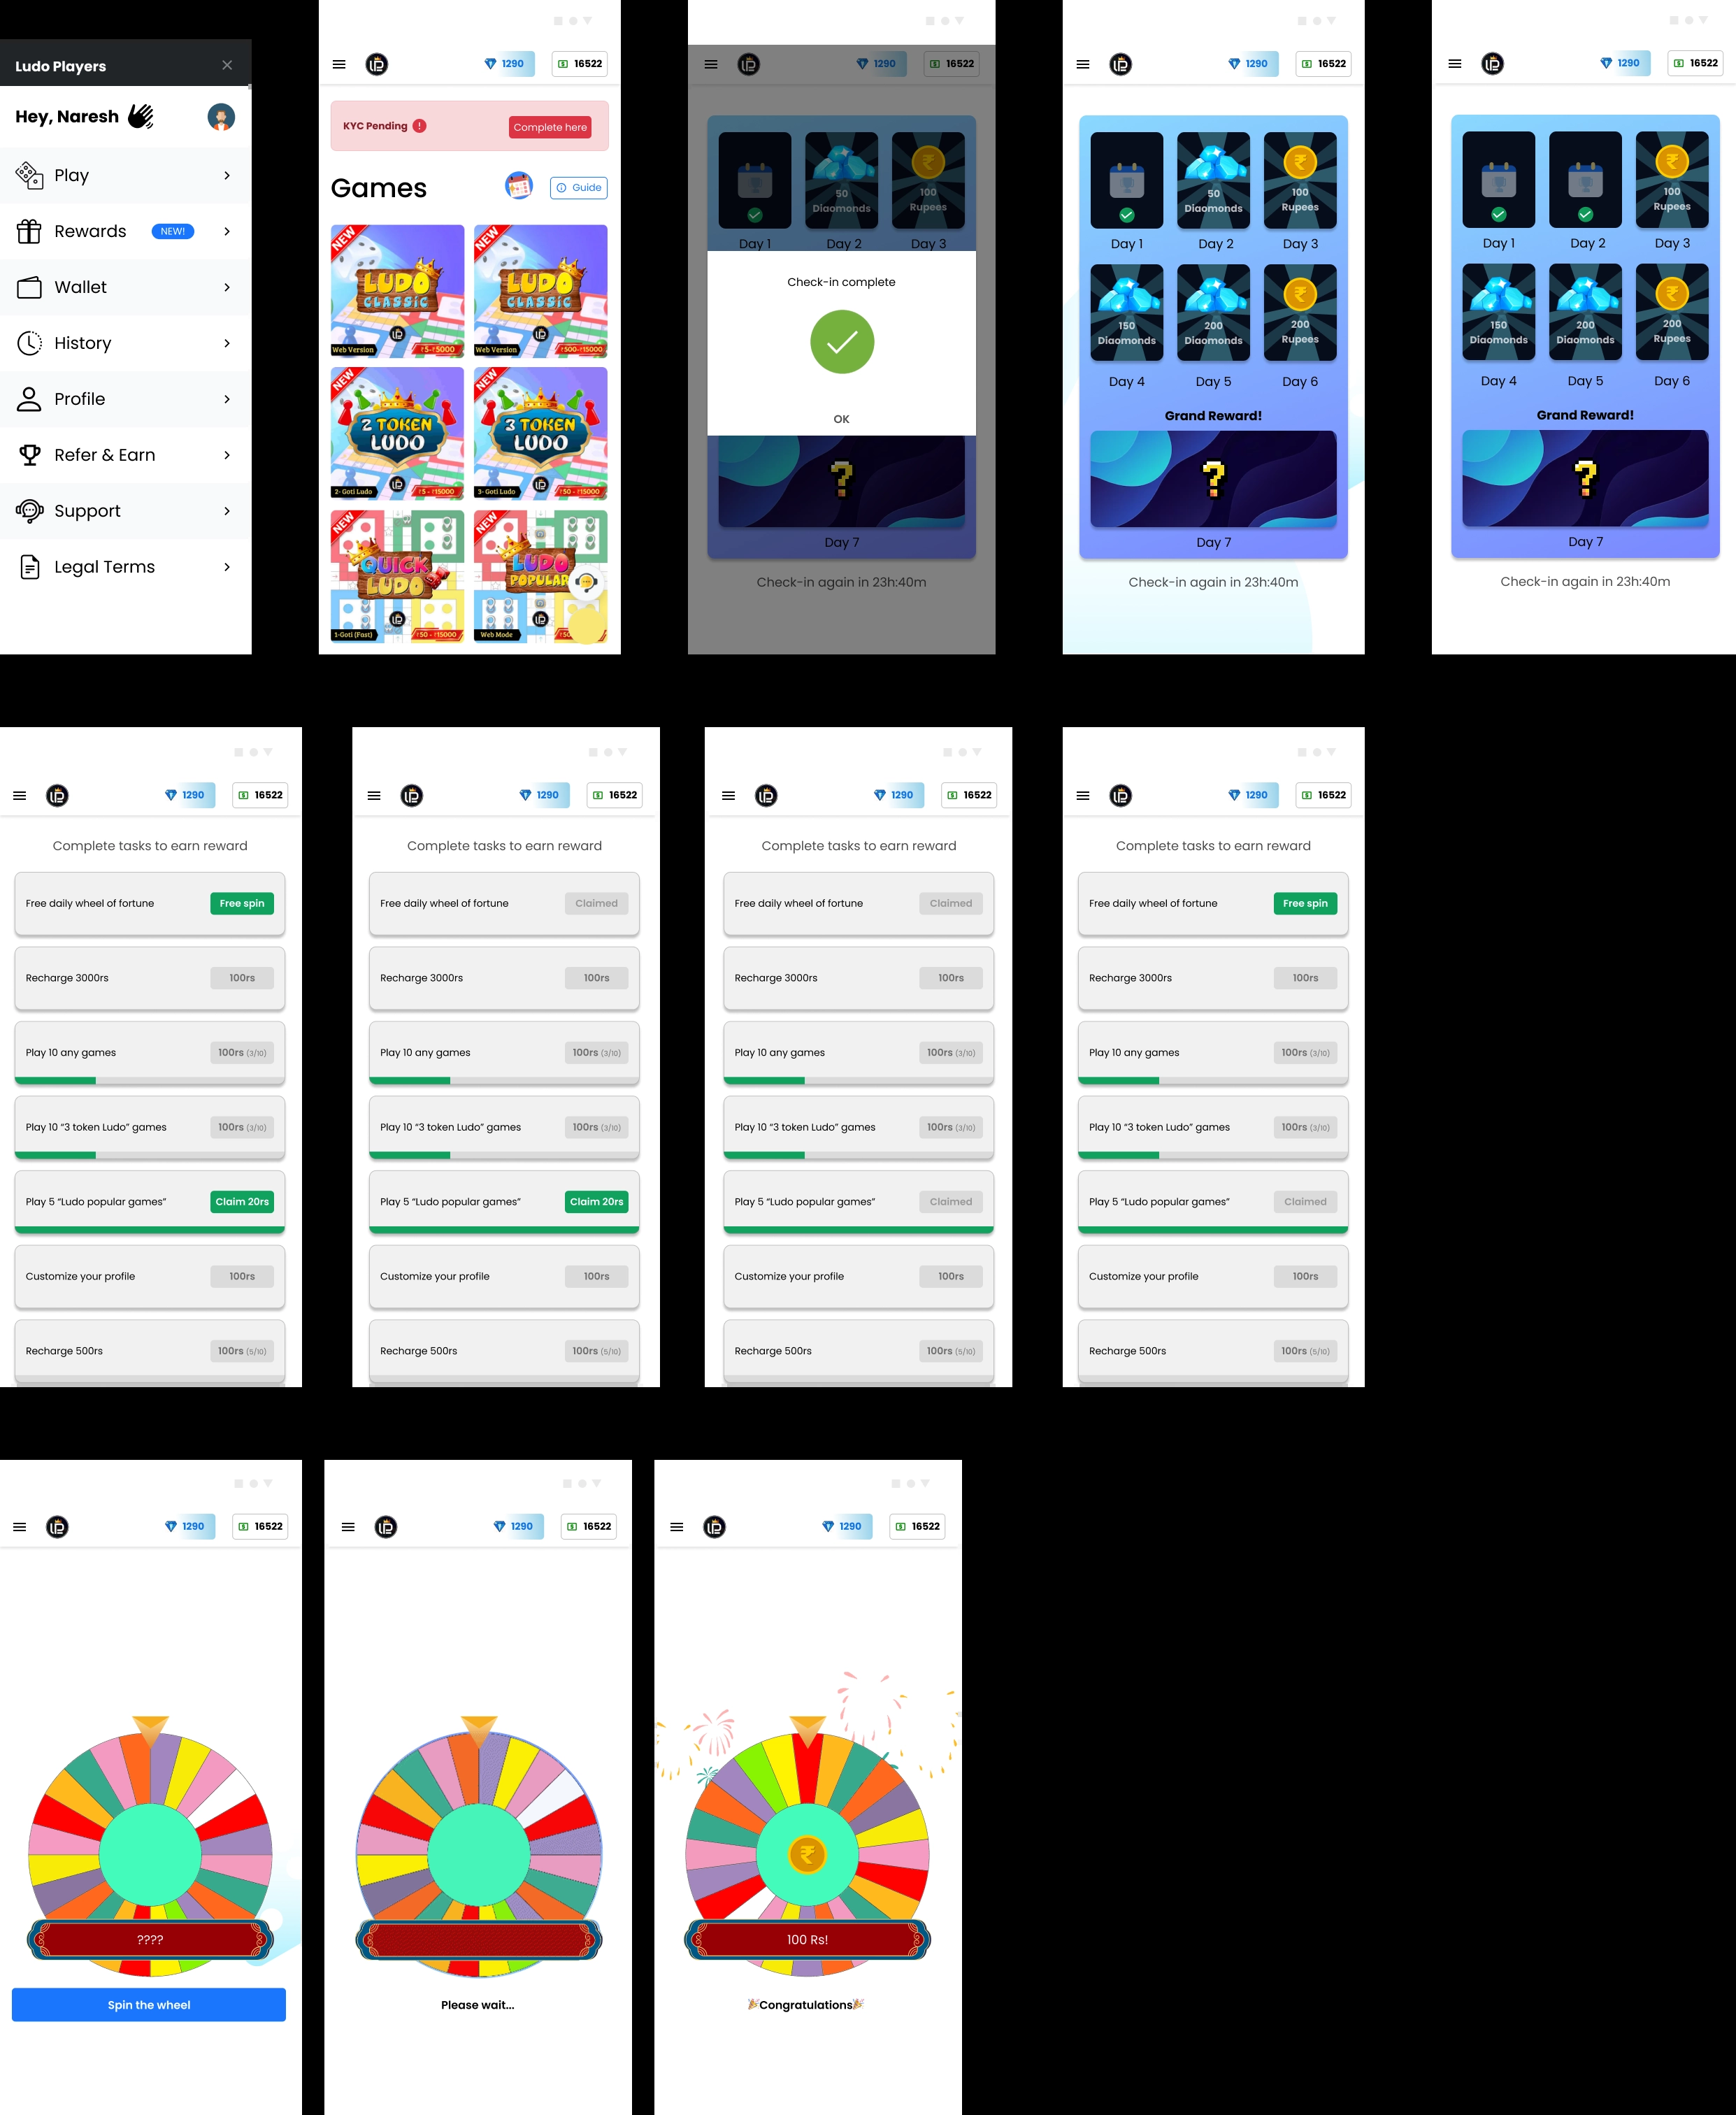 Ludo Players
Hey, Naresh
Play
Rewards NEW!
Wallet
History
Profile
Refer & Earn
Support
Legal Terms
1290 16522
KYC Pending ! Complete here
Games Guide
NEW NEW
LUDO CLASSIC LUDO CLASSIC
Web Version ₹5-₹5000 Web Version ₹500-₹15000
NEW NEW
2 TOKEN LUDO 3 TOKEN LUDO
2- Goti Ludo ₹5 - ₹15000 3- Goti Ludo ₹50 - ₹15000
NEW NEW
QUICK LUDO LUDO POPULAR
1-Goti (Fast) ₹50 - ₹15000 Web Mode
1290 16522
50 Diaomonds 100 Rupees
Day 1 Day 2 Day 3
Check-in complete
OK
?
Day 7
Check-in again in 23h:40m
1290 16522
50 Diaomonds 100 Rupees
Day 1 Day 2 Day 3
150 Diaomonds 200 Diaomonds 200 Rupees
Day 4 Day 5 Day 6
Grand Reward!
?
Day 7
Check-in again in 23h:40m
1290 16522
100 Rupees
Day 1 Day 2 Day 3
150 Diaomonds 200 Diaomonds 200 Rupees
Day 4 Day 5 Day 6
Grand Reward!
?
Day 7
Check-in again in 23h:40m
1290 16522
Complete tasks to earn reward
Free daily wheel of fortune Free spin
Recharge 3000rs 100rs
Play 10 any games 100rs (3/10)
Play 10 “3 token Ludo” games 100rs (3/10)
Play 5 “Ludo popular games” Claim 20rs
Customize your profile 100rs
Recharge 500rs 100rs (5/10)
1290 16522
Complete tasks to earn reward
Free daily wheel of fortune Claimed
Recharge 3000rs 100rs
Play 10 any games 100rs (3/10)
Play 10 “3 token Ludo” games 100rs (3/10)
Play 5 “Ludo popular games” Claim 20rs
Customize your profile 100rs
Recharge 500rs 100rs (5/10)
1290 16522
Complete tasks to earn reward
Free daily wheel of fortune Claimed
Recharge 3000rs 100rs
Play 10 any games 100rs (3/10)
Play 10 “3 token Ludo” games 100rs (3/10)
Play 5 “Ludo popular games” Claimed
Customize your profile 100rs
Recharge 500rs 100rs (5/10)
1290 16522
Complete tasks to earn reward
Free daily wheel of fortune Free spin
Recharge 3000rs 100rs
Play 10 any games 100rs (3/10)
Play 10 “3 token Ludo” games 100rs (3/10)
Play 5 “Ludo popular games” Claimed
Customize your profile 100rs
Recharge 500rs 100rs (5/10)
1290 16522
????
Spin the wheel
1290 16522
Please wait...
1290 16522
100 Rs!
Congratulations